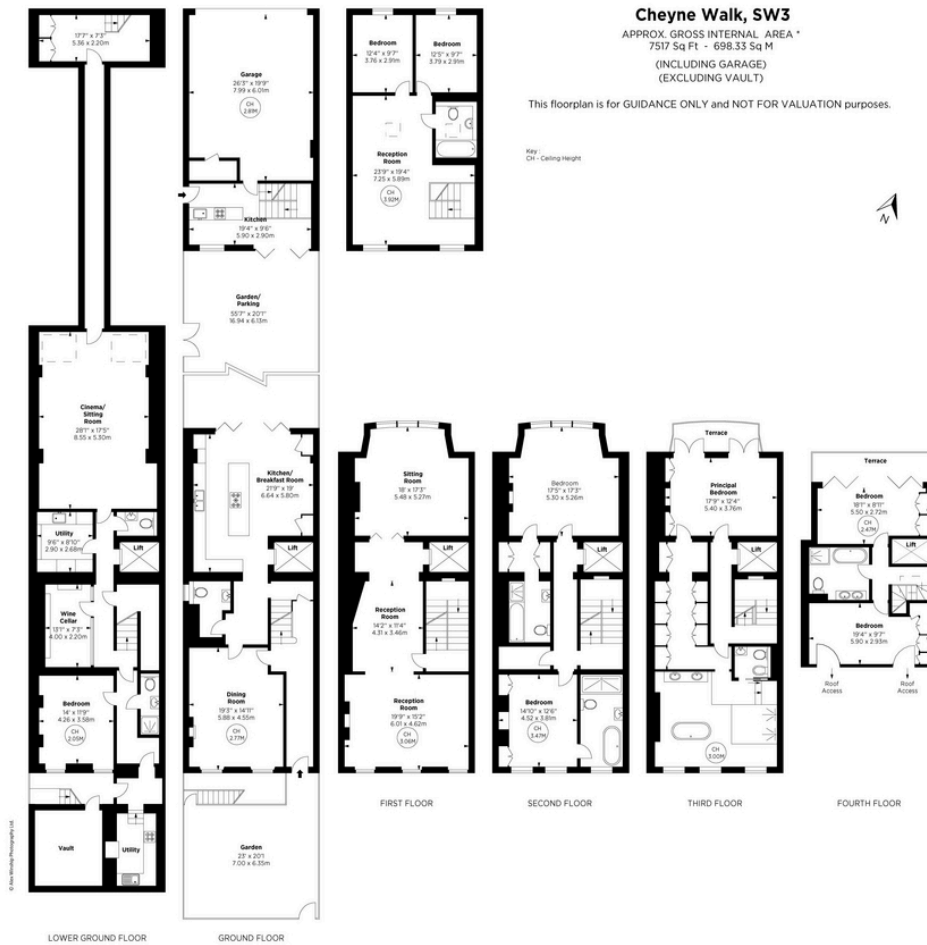 Cheyne Walk, SW3
APPROX. GROSS INTERNAL AREA *
7517 Sq Ft - 698.33 Sq M
(INCLUDING GARAGE)
(EXCLUDING VAULT)
This floorplan is for GUIDANCE ONLY and NOT FOR VALUATION purposes.
Key :
CH - Ceiling Height
N
17'7" x 7'3"
5.36 x 2.20m
Cinema/
Sitting
Room
28'1" x 17'5"
8.55 x 5.30m
Utility
9'6" x 8'10"
2.90 x 2.68m
Lift
Wine
Cellar
13'1" x 7'3"
4.00 x 2.20m
Bedroom
14' x 11'9"
4.26 x 3.58m
CH
2.05M
Vault
Utility
LOWER GROUND FLOOR
Garage
26'3" x 19'9"
7.99 x 6.01m
CH
2.81M
Kitchen
19'4" x 9'6"
5.90 x 2.90m
Garden/
Parking
55'7" x 20'1"
16.94 x 6.13m
Kitchen/
Breakfast Room
21'9" x 19'
6.64 x 5.80m
Lift
Dining
Room
19'3" x 14'11"
5.88 x 4.55m
CH
2.77M
Garden
23' x 20'1
7.00 x 6.35m
GROUND FLOOR
Bedroom
12'4" x 9'7"
3.76 x 2.91m
Bedroom
12'5" x 9'7"
3.79 x 2.91m
Reception
Room
23'9" x 19'4"
7.25 x 5.89m
CH
3.92M
Sitting
Room
18' x 17'3"
5.48 x 5.27m
Lift
Reception
Room
14'2" x 11'4"
4.31 x 3.46m
Reception
Room
19'9" x 15'2"
6.01 x 4.62m
CH
3.06M
FIRST FLOOR
Bedroom
17'5" x 17'3"
5.30 x 5.26m
Lift
Bedroom
14'10" x 12'6"
4.52 x 3.81m
CH
3.47M
SECOND FLOOR
Terrace
Principal
Bedroom
17'9" x 12'4"
5.40 x 3.76m
Lift
CH
3.00M
THIRD FLOOR
Terrace
Bedroom
18'1" x 8'11"
5.50 x 2.72m
CH
2.47M
Lift
Bedroom
19'4" x 9'7"
5.90 x 2.93m
Roof
Access
Roof
Access
FOURTH FLOOR
© Alex Winship Photography Ltd.